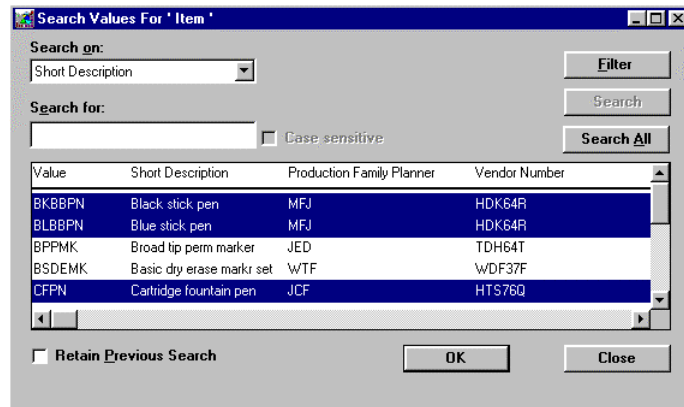 Search Values For ' Item '
Search on:
Short Description
Filter
Search for:
Search
Case sensitive
Search All
Value Short Description Production Family Planner Vendor Number
BKBBPN Black stick pen MFJ HDK64R
BLBBPN Blue stick pen MFJ HDK64R
BPPMK Broad tip perm marker JED TDH64T
BSDEMK Basic dry erase markr set WTF WDF37F
CFPN Cartridge fountain pen JCF HTS76Q
Retain Previous Search OK Close